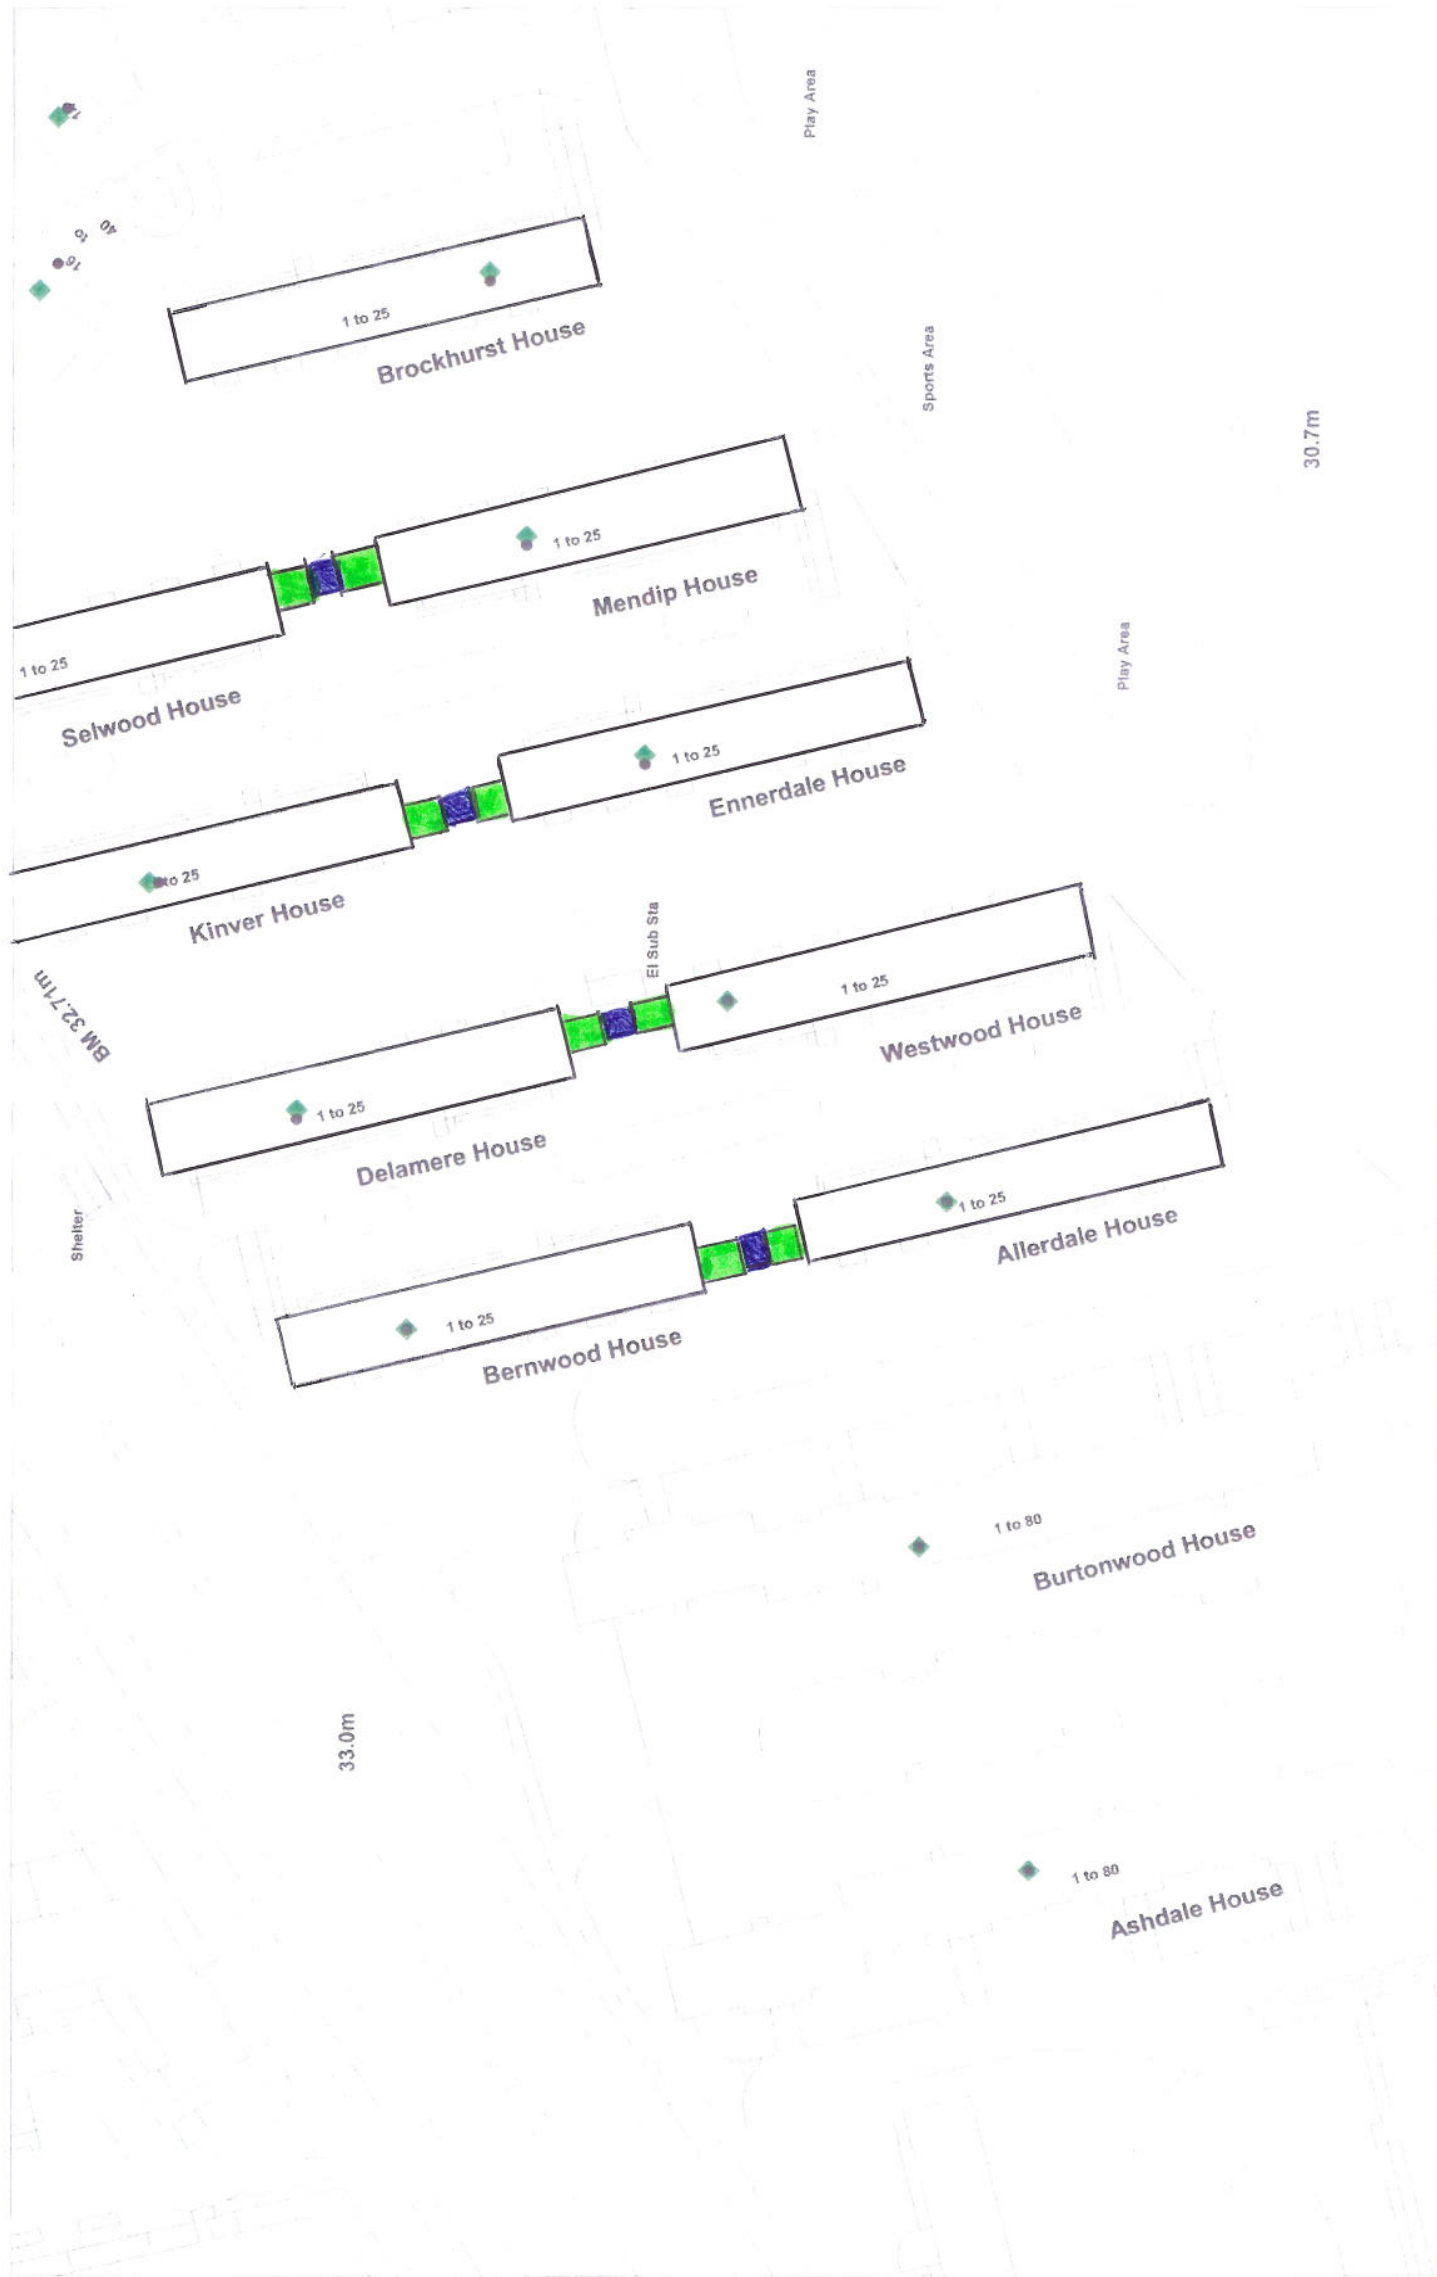 Play Area
1 to 25
Brockhurst House
Sports Area
30.7m
1 to 25
Mendip House
1 to 25
Selwood House
Play Area
1 to 25
Ennerdale House
to 25
Kinver House
El Sub Sta
BM 32.71m
1 to 25
Westwood House
1 to 25
Delamere House
Shelter
1 to 25
Allerdale House
1 to 25
Bernwood House
1 to 80
Burtonwood House
33.0m
1 to 80
Ashdale House